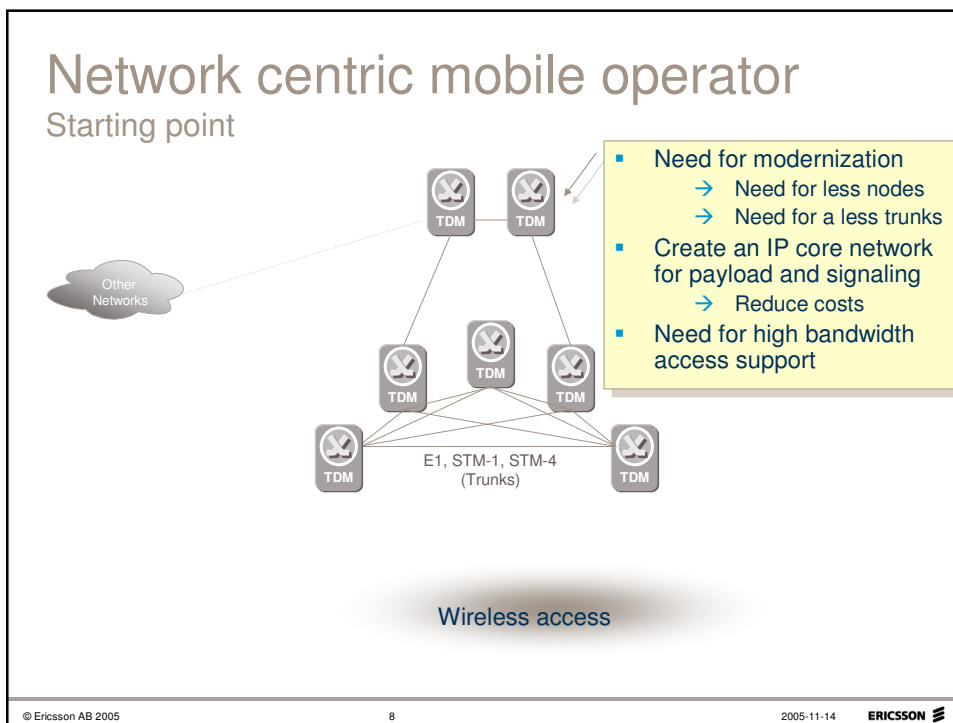 Network centric mobile operator
Starting point
▪ Need for modernization
→ Need for less nodes
→ Need for a less trunks
▪ Create an IP core network
for payload and signaling
→ Reduce costs
▪ Need for high bandwidth
access support
TDM
TDM
Other
Networks
TDM
TDM
TDM
TDM
TDM
E1, STM-1, STM-4
(Trunks)
Wireless access
© Ericsson AB 2005
8
2005-11-14
ERICSSON